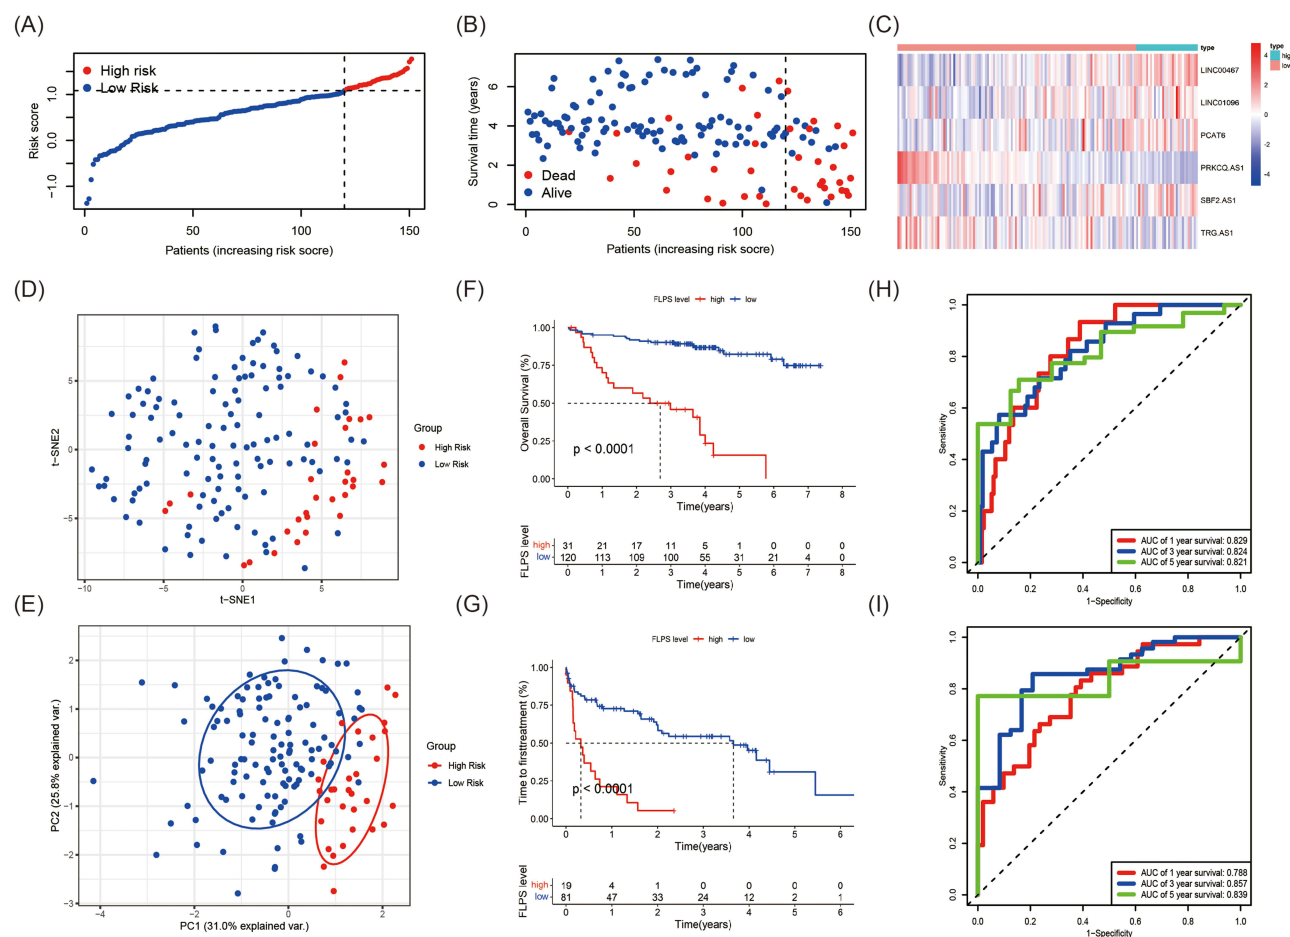 (A)
High risk
Low Risk
Risk score
1.0
0.0
−1.0
0
50
100
150
Patients (increasing risk socre)
(B)
Survival time (years)
6
4
2
0
Dead
Alive
0
50
100
150
Patients (increasing risk socre)
(C)
type
LINC00467
LINC01096
PCAT6
PRKCQ.AS1
SBF2.AS1
TRG.AS1
4
2
0
−2
−4
type
high
low
(D)
t−SNE2
5
0
−5
−10
−5
0
5
t−SNE1
Group
High Risk
Low Risk
(E)
PC2 (25.8% explained var.)
2
1
0
−1
−2
−3
−4
−2
0
2
PC1 (31.0% explained var.)
Group
High Risk
Low Risk
(F)
FLPS level high low
Overall Survival (%)
1.00
0.75
0.50
0.25
0.00
p < 0.0001
0 1 2 3 4 5 6 7 8
Time(years)
FLPS level
high 31 21 17 11 5 1 0 0 0
low 120 113 109 100 55 31 21 4 0
0 1 2 3 4 5 6 7 8
Time(years)
(G)
FLPS level high low
Time to firsttreatment (%)
1.00
0.75
0.50
0.25
0.00
p < 0.0001
0 1 2 3 4 5 6
Time(years)
FLPS level
high 19 4 1 0 0 0 0
low 81 47 33 24 12 2 1
0 1 2 3 4 5 6
Time(years)
(H)
Sensitivity
1.0
0.8
0.6
0.4
0.2
0.0
AUC of 1 year survival: 0.829
AUC of 3 year survival: 0.824
AUC of 5 year survival: 0.821
0.0 0.2 0.4 0.6 0.8 1.0
1−Specificity
(I)
Sensitivity
1.0
0.8
0.6
0.4
0.2
0.0
AUC of 1 year survival: 0.788
AUC of 3 year survival: 0.857
AUC of 5 year survival: 0.839
0.0 0.2 0.4 0.6 0.8 1.0
1−Specificity